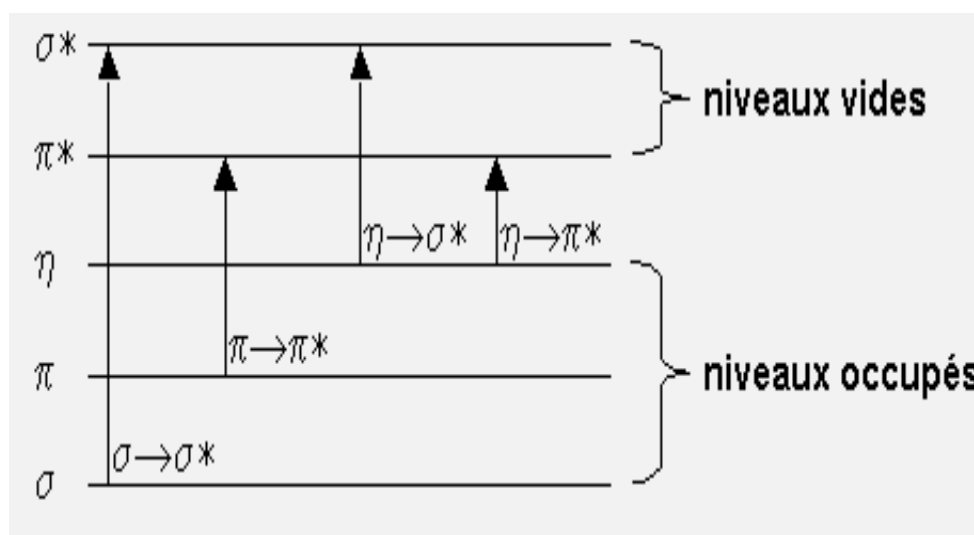 σ*
niveaux vides
π*
η→σ* η→π*
η
π→π*
π
niveaux occupés
σ→σ*
σ